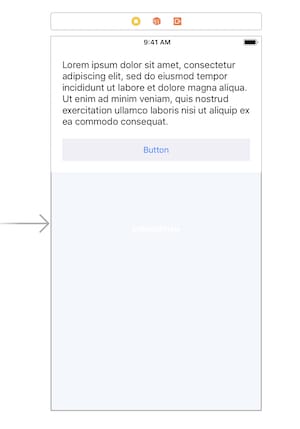 9:41 AM
Lorem ipsum dolor sit amet, consectetur
adipiscing elit, sed do eiusmod tempor
incididunt ut labore et dolore magna aliqua.
Ut enim ad minim veniam, quis nostrud
exercitation ullamco laboris nisi ut aliquip ex
ea commodo consequat.
Button